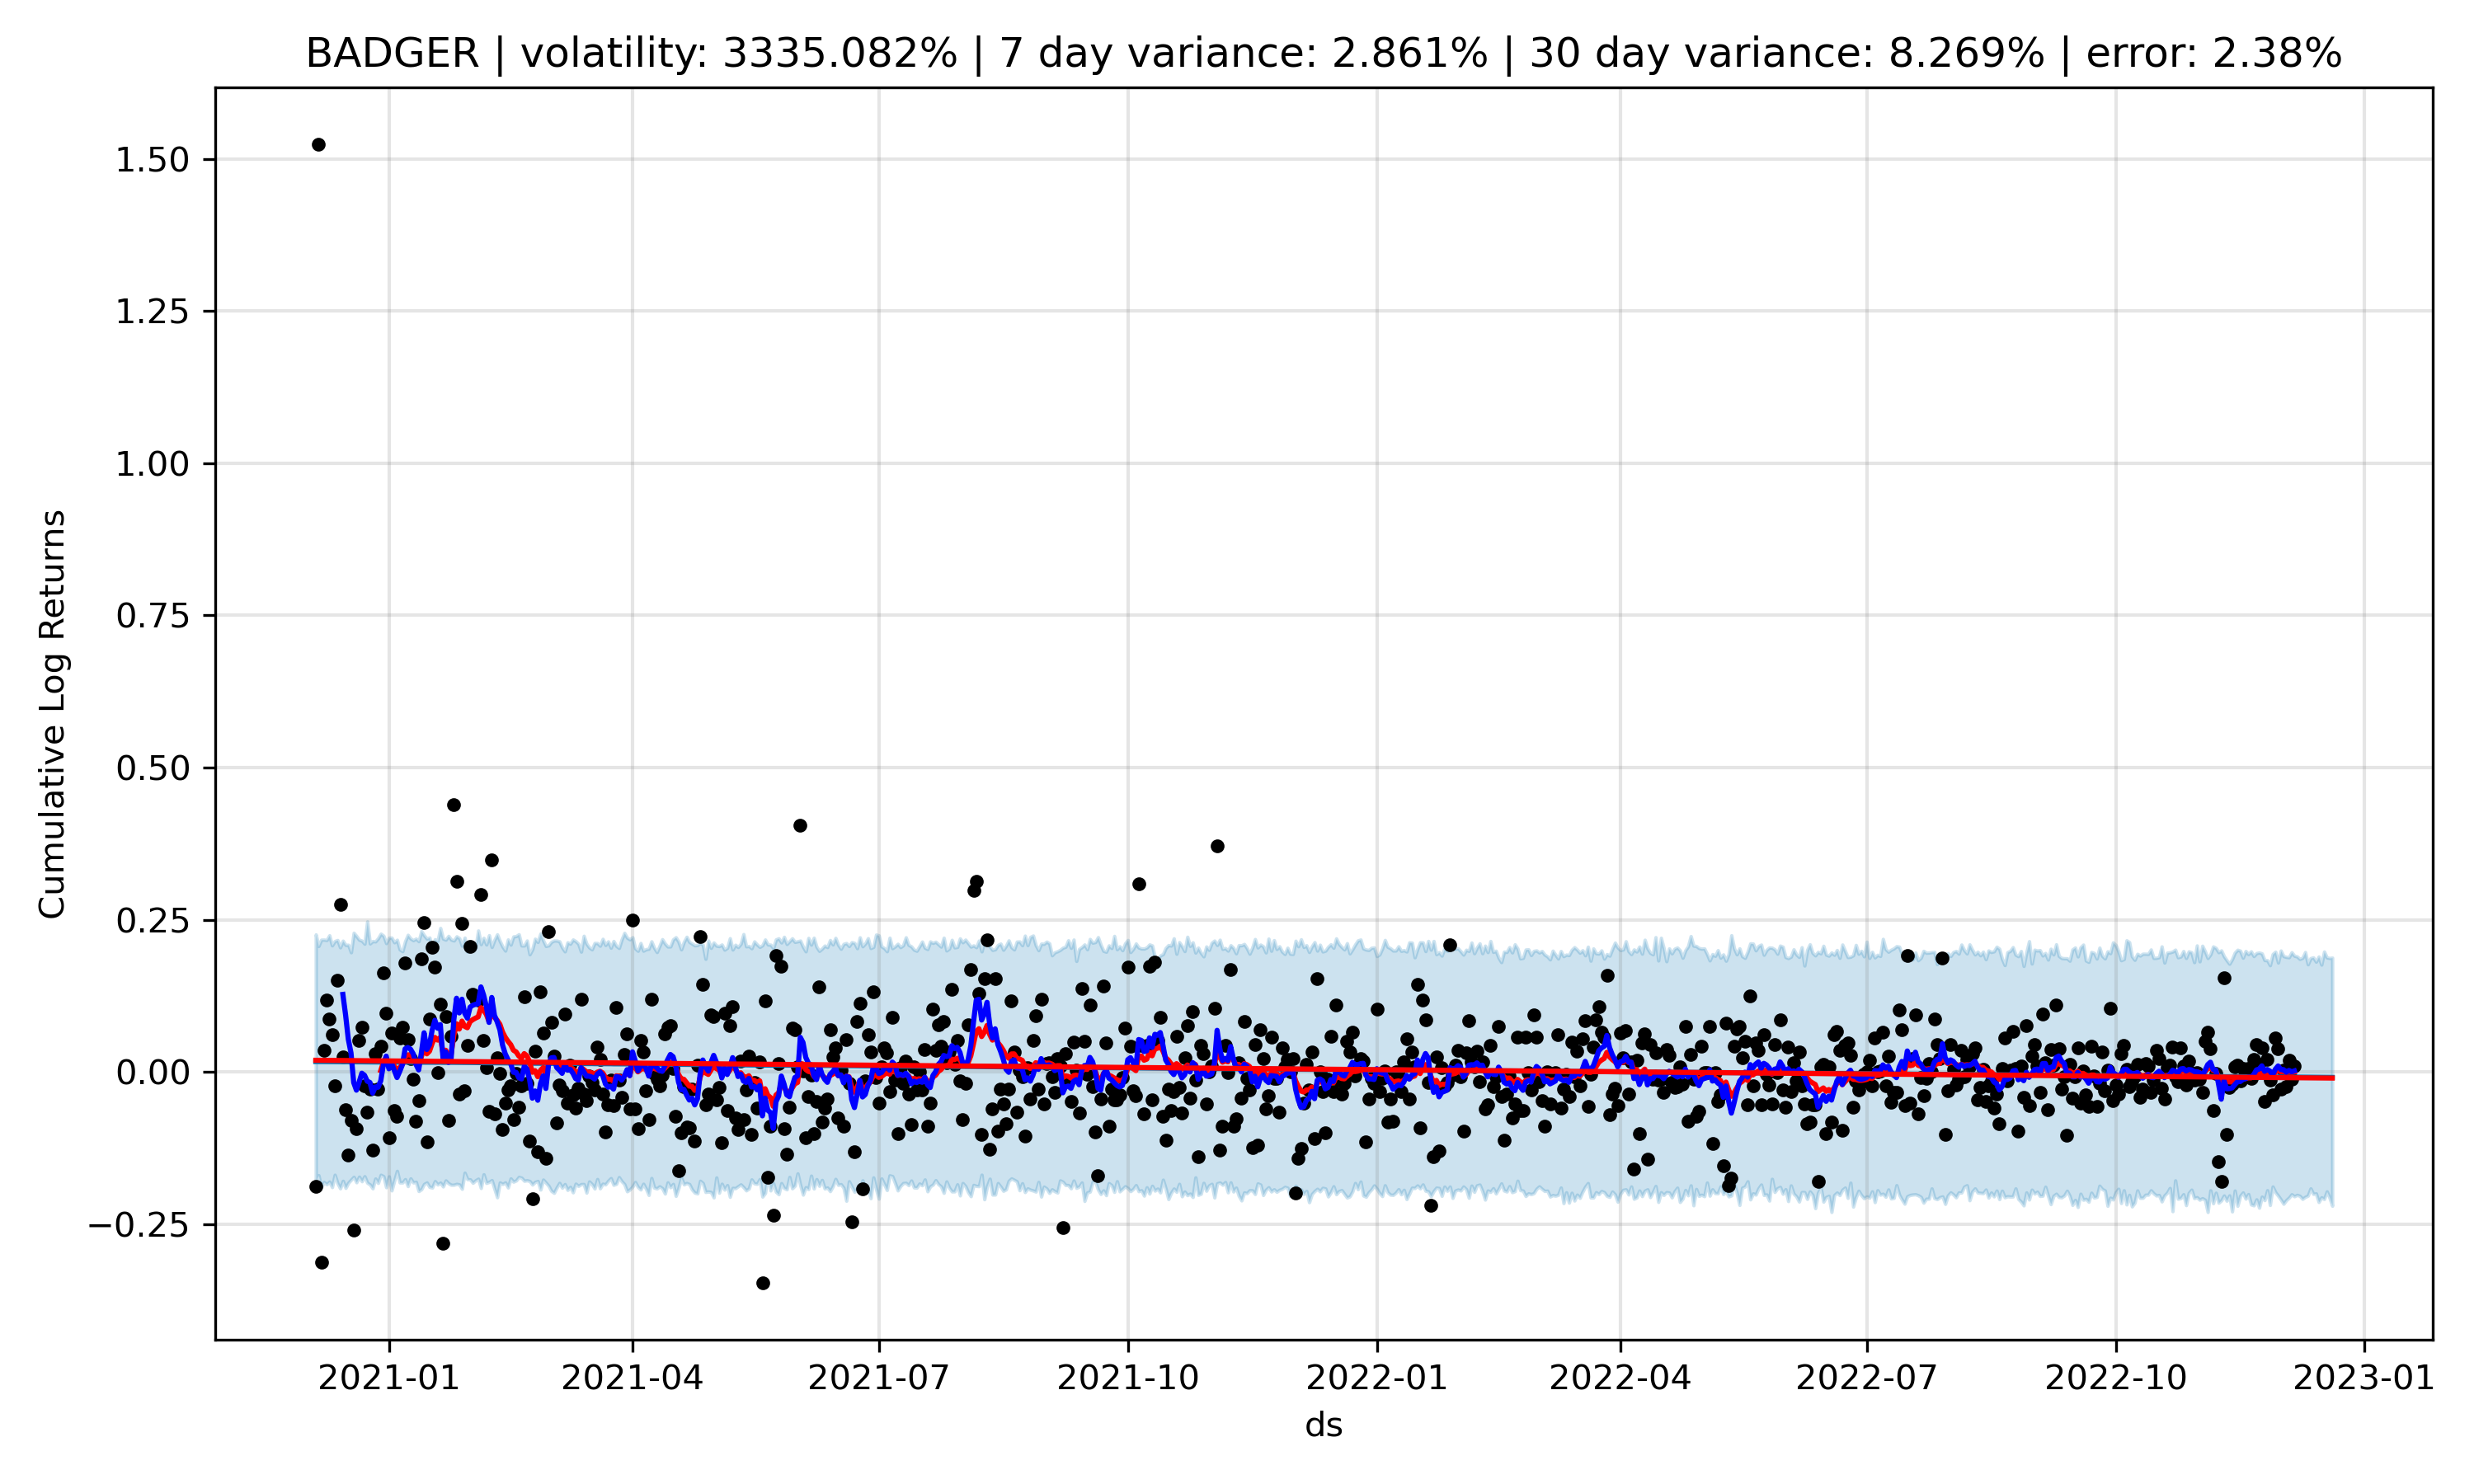 BADGER | volatility: 3335.082% | 7 day variance: 2.861% | 30 day variance: 8.269% | error: 2.38%
1.50
1.25
1.00
0.75
0.50
0.25
0.00
−0.25
Cumulative Log Returns
2021-01 2021-04 2021-07 2021-10 2022-01 2022-04 2022-07 2022-10 2023-01
ds